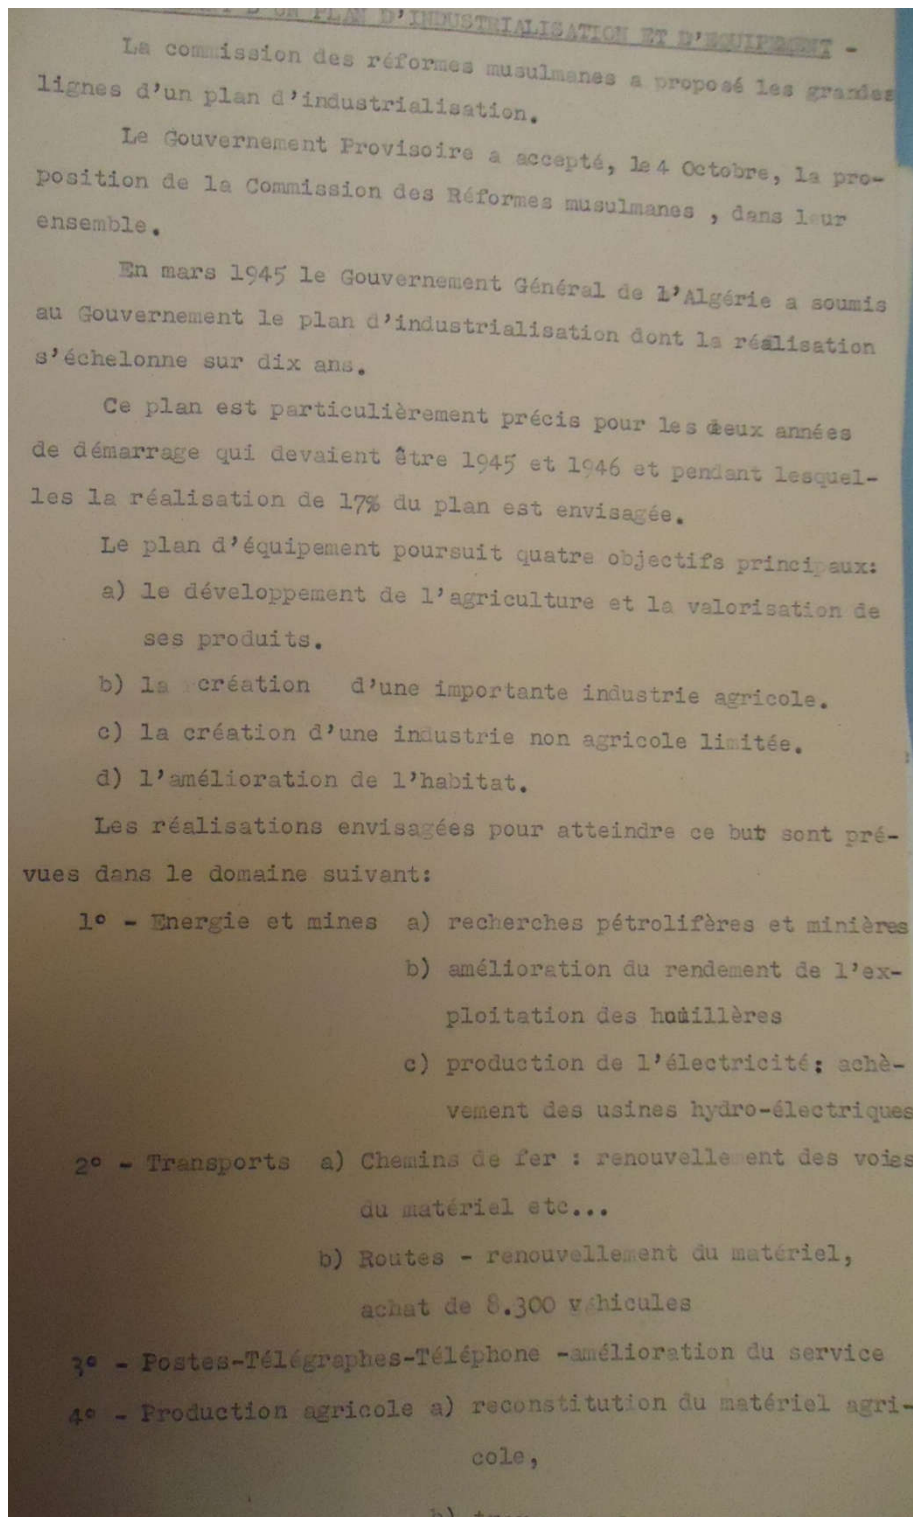 D'UN PLAN D'INDUSTRIALISATION ET D'EQUIPEMENT -
La commission des réformes musulmanes a proposé les grandes
lignes d'un plan d'industrialisation.
Le Gouvernement Provisoire a accepté, le 4 Octobre, la pro-
position de la Commission des Réformes musulmanes , dans leur
ensemble.
En mars 1945 le Gouvernement Général de l'Algérie a soumis
au Gouvernement le plan d'industrialisation dont la réalisation
s'échelonne sur dix ans.
Ce plan est particulièrement précis pour les deux années
de démarrage qui devaient être 1945 et 1946 et pendant lesquel-
les la réalisation de 17% du plan est envisagée.
Le plan d'équipement poursuit quatre objectifs principaux:
a) le développement de l'agriculture et la valorisation de
ses produits.
b) la création d'une importante industrie agricole.
c) la création d'une industrie non agricole limitée.
d) l'amélioration de l'habitat.
Les réalisations envisagées pour atteindre ce but sont pré-
vues dans le domaine suivant:
1° - Energie et mines a) recherches pétrolifères et minières
b) amélioration du rendement de l'ex-
ploitation des houillères
c) production de l'électricité: achè-
vement des usines hydro-électriques
2° - Transports a) Chemins de fer : renouvellement des voies
du matériel etc...
b) Routes - renouvellement du matériel,
achat de 8.300 véhicules
3° - Postes-Télégraphes-Téléphone -amélioration du service
4° - Production agricole a) reconstitution du matériel agri-
cole,
b)